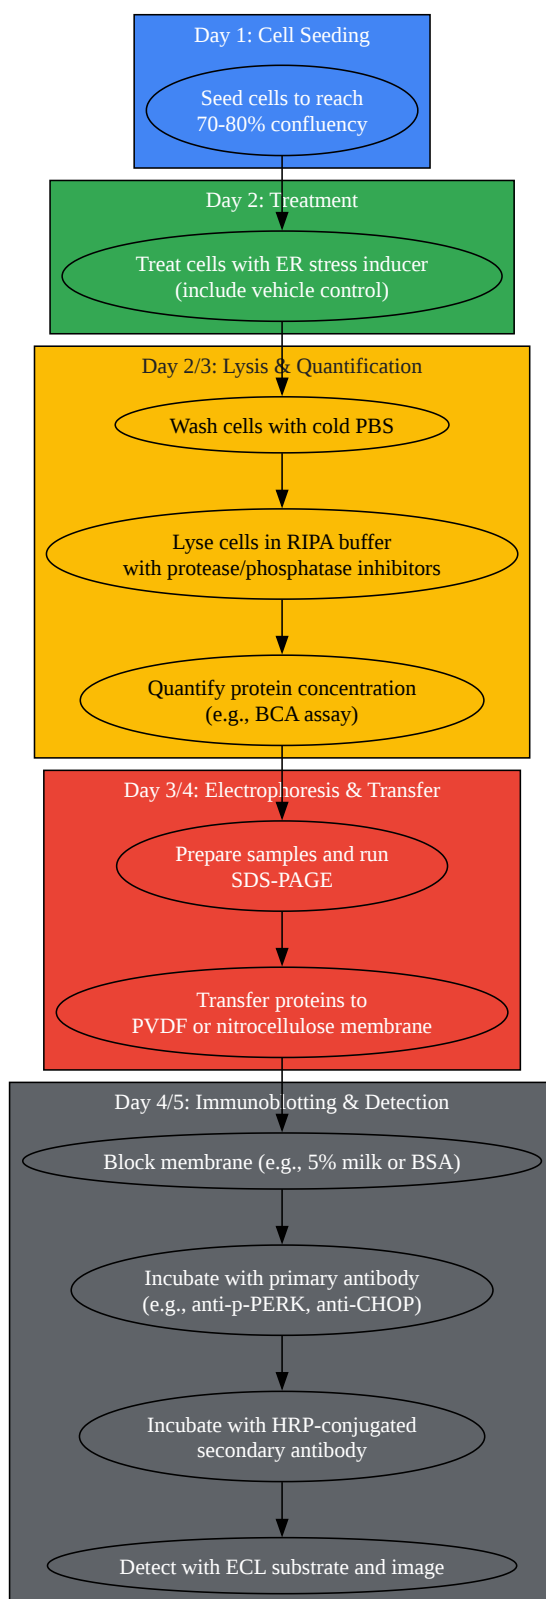 Day 1: Cell Seeding
Seed cells to reach
70-80% confluency
Day 2: Treatment
Treat cells with ER stress inducer
(include vehicle control)
Day 2/3: Lysis & Quantification
Wash cells with cold PBS
Lyse cells in RIPA buffer
with protease/phosphatase inhibitors
Quantify protein concentration
(e.g., BCA assay)
Day 3/4: Electrophoresis & Transfer
Prepare samples and run
SDS-PAGE
Transfer proteins to
PVDF or nitrocellulose membrane
Day 4/5: Immunoblotting & Detection
Block membrane (e.g., 5% milk or BSA)
Incubate with primary antibody
(e.g., anti-p-PERK, anti-CHOP)
Incubate with HRP-conjugated
secondary antibody
Detect with ECL substrate and image